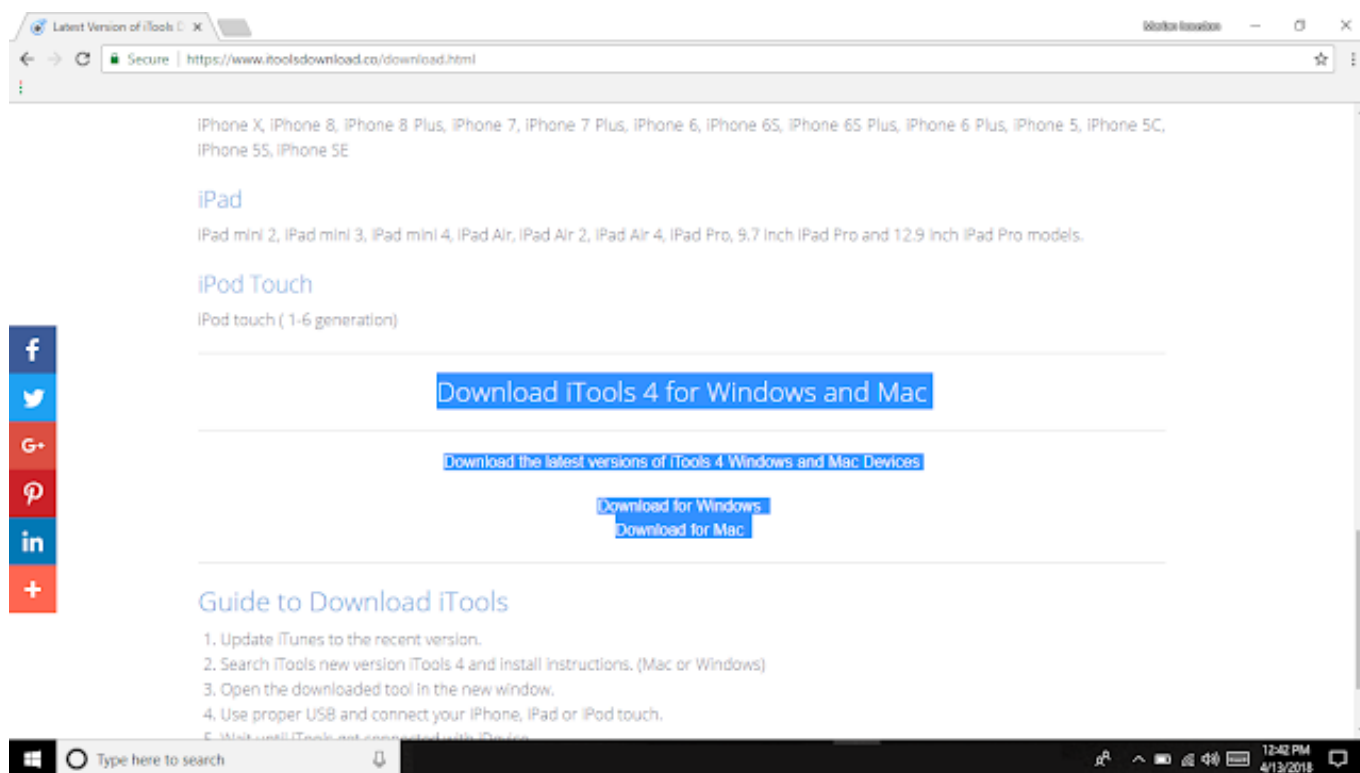 Latest Version of iTools D
Secure | https://www.itoolsdownload.co/download.html
iPhone X, iPhone 8, iPhone 8 Plus, iPhone 7, iPhone 7 Plus, iPhone 6, iPhone 6S, iPhone 6S Plus, iPhone 6 Plus, iPhone 5, iPhone 5C,
iPhone 5S, iPhone SE
iPad
iPad mini 2, iPad mini 3, iPad mini 4, iPad Air, iPad Air 2, iPad Air 4, iPad Pro, 9.7 inch iPad Pro and 12.9 inch iPad Pro models.
iPod Touch
iPod touch ( 1-6 generation)
Download iTools 4 for Windows and Mac
Download the latest versions of iTools 4 Windows and Mac Devices
Download for Windows
Download for Mac
Guide to Download iTools
1. Update iTunes to the recent version.
2. Search iTools new version iTools 4 and install instructions. (Mac or Windows)
3. Open the downloaded tool in the new window.
4. Use proper USB and connect your iPhone, iPad or iPod touch.
5. Wait until iTools get connected with iDevice
Type here to search
12:42 PM
4/13/2018